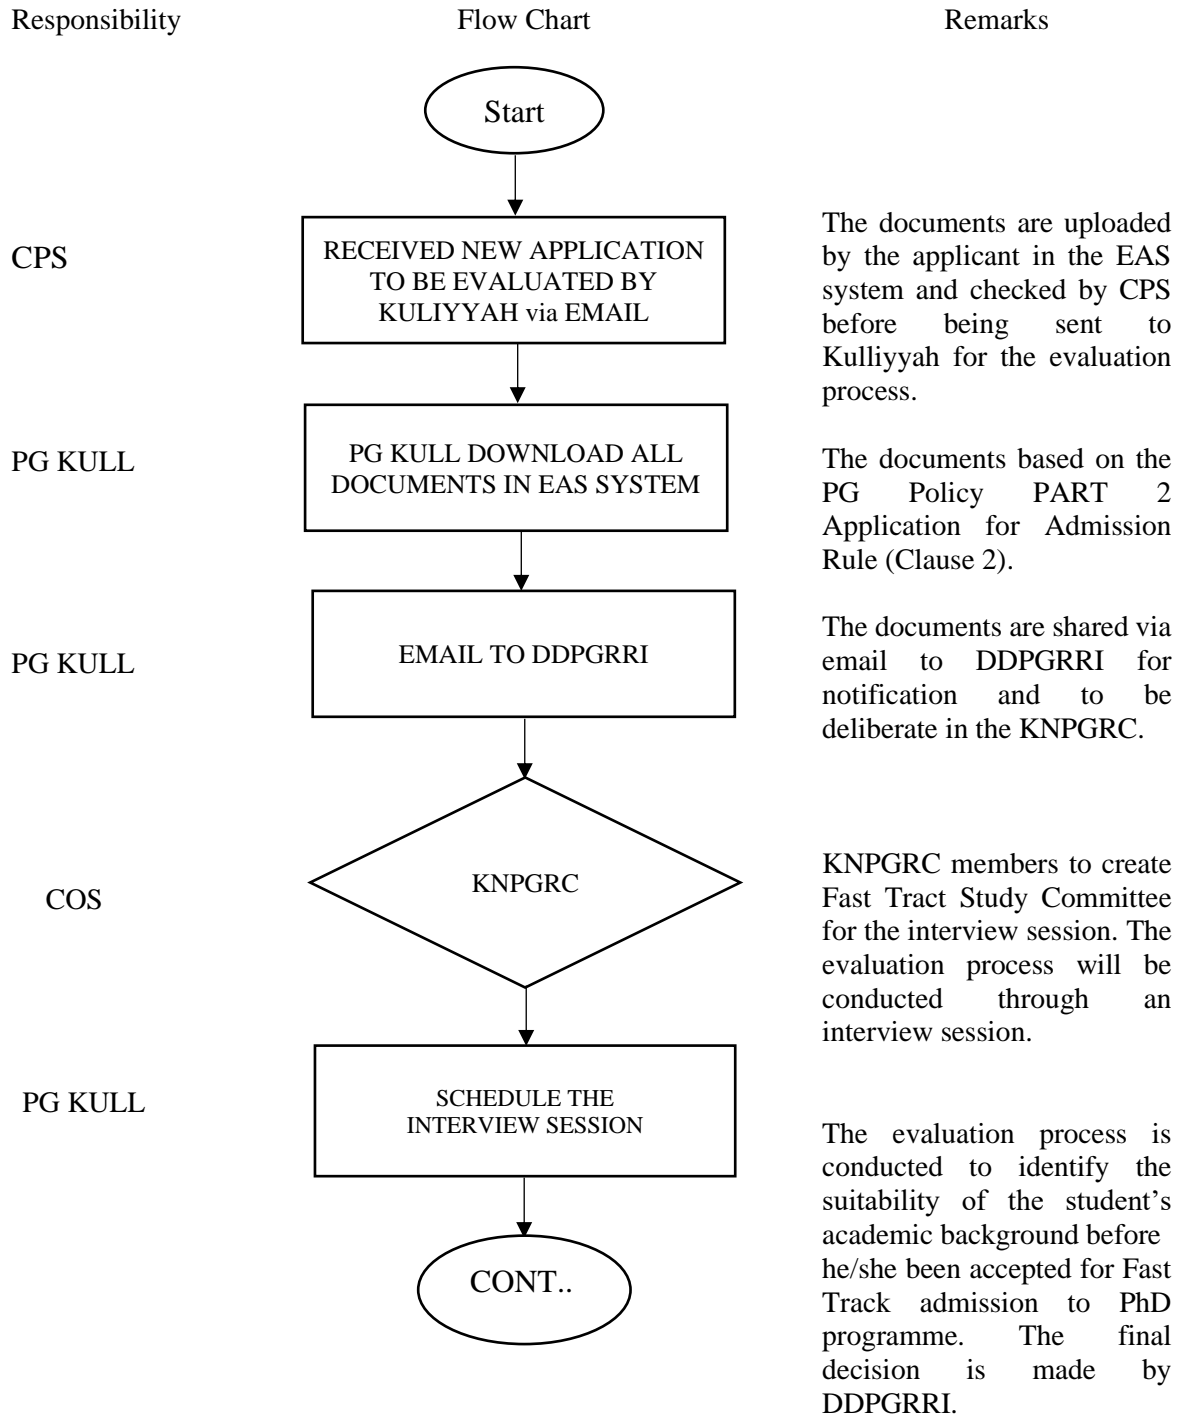 Responsibility
Flow Chart
Remarks
Start
CPS
RECEIVED NEW APPLICATION
TO BE EVALUATED BY
KULIYYAH via EMAIL
The documents are uploaded
by the applicant in the EAS
system and checked by CPS
before being sent to
Kulliyyah for the evaluation
process.
PG KULL
PG KULL DOWNLOAD ALL
DOCUMENTS IN EAS SYSTEM
The documents based on the
PG Policy PART 2
Application for Admission
Rule (Clause 2).
PG KULL
EMAIL TO DDPGRRI
The documents are shared via
email to DDPGRRI for
notification and to be
deliberate in the KNPGRC.
COS
KNPGRC
KNPGRC members to create
Fast Tract Study Committee
for the interview session. The
evaluation process will be
conducted through an
interview session.
PG KULL
SCHEDULE THE
INTERVIEW SESSION
The evaluation process is
conducted to identify the
suitability of the student’s
academic background before
he/she been accepted for Fast
Track admission to PhD
programme. The final
decision is made by
DDPGRRI.
CONT..